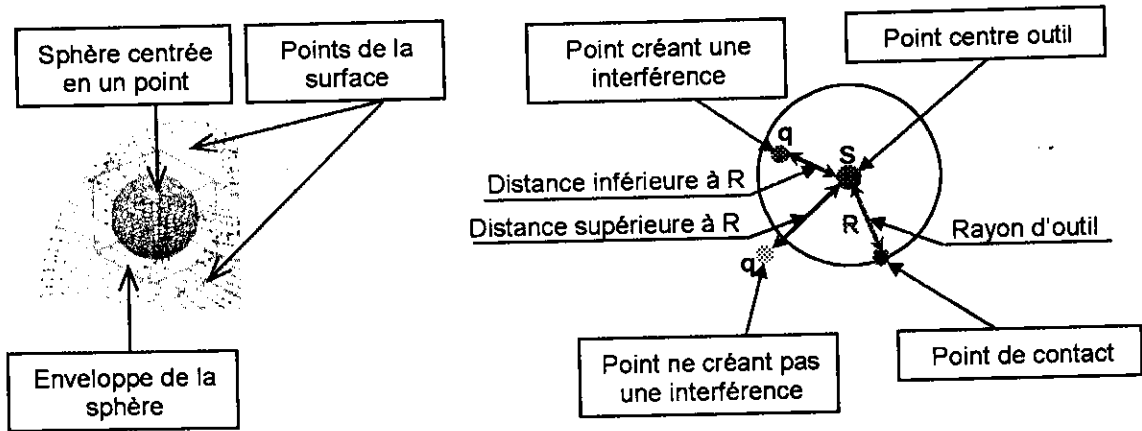 Sphère centrée
en un point
Points de la
surface
Enveloppe de la
sphère
Point créant une
interférence
Point centre outil
q
S
Distance inférieure à R
Distance supérieure à R
R
Rayon d'outil
q
Point ne créant pas
une interférence
Point de contact